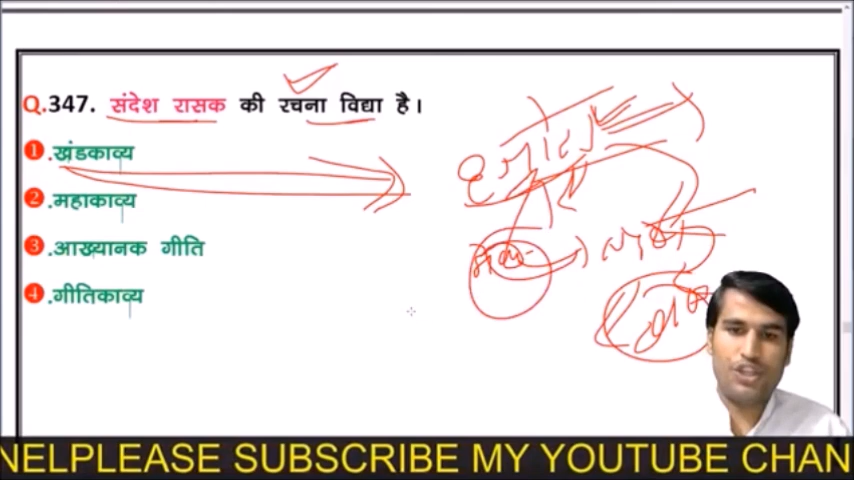 Q.347. संदेश रासक की रचना विद्या है।
1.खंडकाव्य
2.महाकाव्य
3.आख्यानक गीति
4.गीतिकाव्य
NELPLEASE SUBSCRIBE MY YOUTUBE CHAN